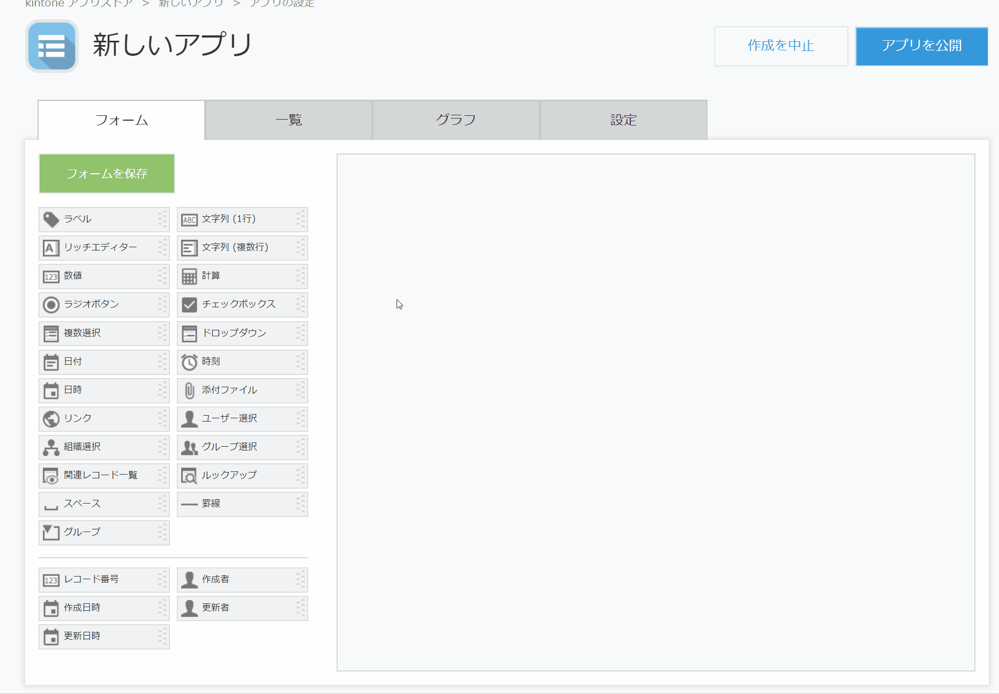 kintone アプリストア > 新しいアプリ > アプリの設定
新しいアプリ
作成を中止
アプリを公開
フォーム
一覧
グラフ
設定
フォームを保存
ラベル
文字列 (1行)
リッチエディター
文字列 (複数行)
数値
計算
ラジオボタン
チェックボックス
複数選択
ドロップダウン
日付
時刻
日時
添付ファイル
リンク
ユーザー選択
組織選択
グループ選択
関連レコード一覧
ルックアップ
スペース
罫線
グループ
レコード番号
作成者
作成日時
更新者
更新日時